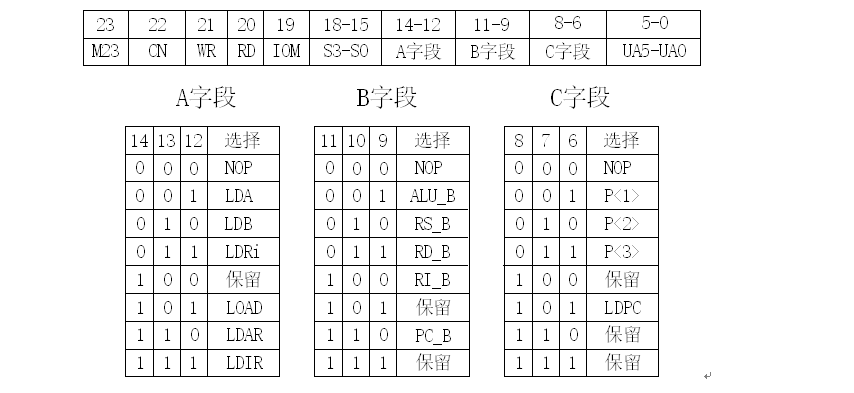 23 22 21 20 19 18-15 14-12 11-9 8-6 5-0
M23 CN WR RD IOM S3-S0 A字段 B字段 C字段 UA5-UA0
A字段 B字段 C字段
14 13 12 选择 11 10 9 选择 8 7 6 选择
0 0 0 NOP 0 0 0 NOP 0 0 0 NOP
0 0 1 LDA 0 0 1 ALU_B 0 0 1 P<1>
0 1 0 LDB 0 1 0 RS_B 0 1 0 P<2>
0 1 1 LDRi 0 1 1 RD_B 0 1 1 P<3>
1 0 0 保留 1 0 0 RI_B 1 0 0 保留
1 0 1 LOAD 1 0 1 保留 1 0 1 LDPC
1 1 0 LDAR 1 1 0 PC_B 1 1 0 保留
1 1 1 LDIR 1 1 1 保留 1 1 1 保留